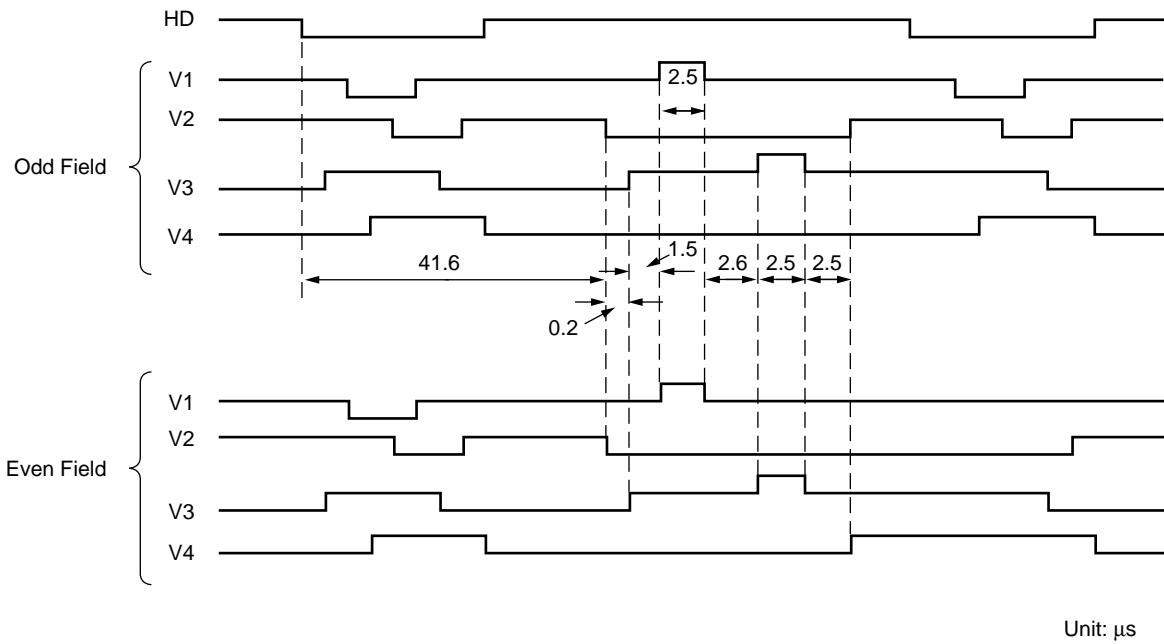 HD
V1
2.5
V2
Odd Field
V3
V4
1.5
41.6
2.6
2.5
2.5
0.2
V1
V2
Even Field
V3
V4
Unit: μs